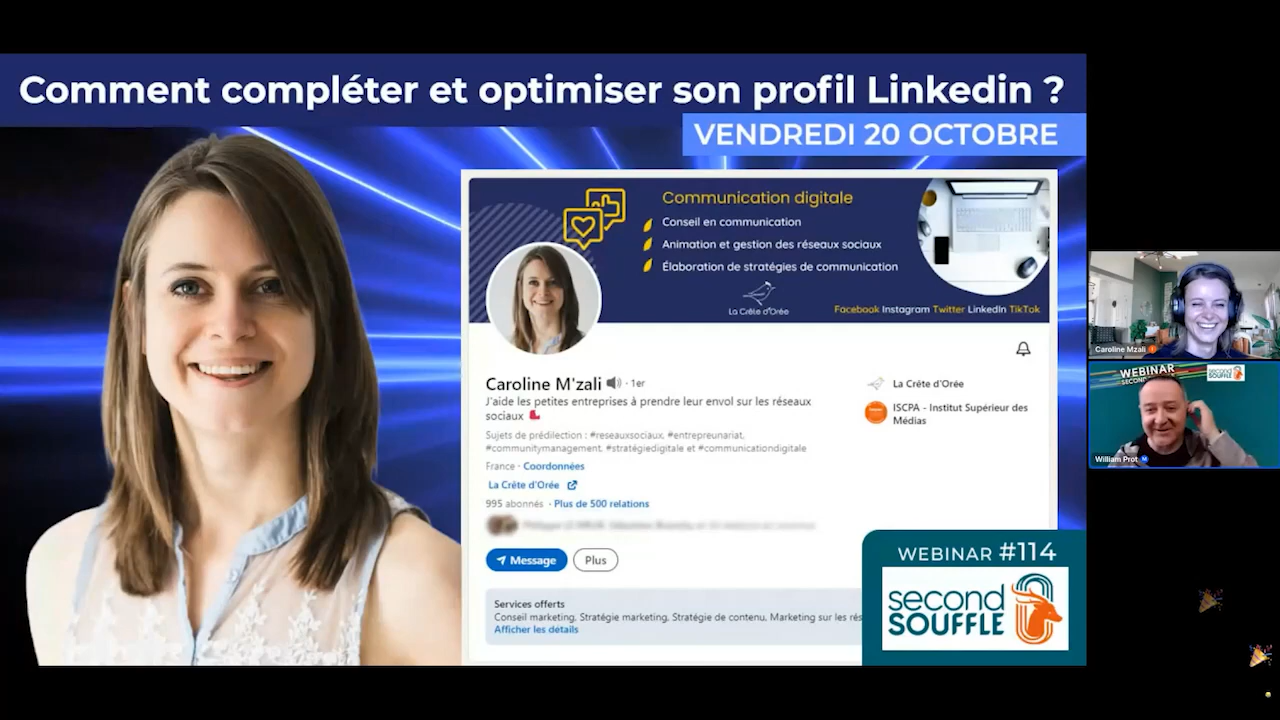 Comment compléter et optimiser son profil Linkedin ?
VENDREDI 20 OCTOBRE
Communication digitale
Conseil en communication
Animation et gestion des réseaux sociaux
Élaboration de stratégies de communication
La Crête d'Orée
Facebook Instagram Twitter LinkedIn TikTok
Caroline M'zali · 1er
J'aide les petites entreprises à prendre leur envol sur les réseaux
sociaux
Sujets de prédilection : #reseauxsociaux, #entrepreunariat,
#communitymanagement, #stratégiedigitale et #communicationdigitale
France · Coordonnées
La Crête d'Orée
995 abonnés · Plus de 500 relations
Message
Plus
La Crête d'Orée
ISCPA - Institut Supérieur des
Médias
Services offerts
Conseil marketing, Stratégie marketing, Stratégie de contenu, Marketing sur les rés
Afficher les détails
WEBINAR #114
second
SOUFFLE
Caroline Mzali
WEBINAR
SECOND
second
SOUFFLE
William Prot